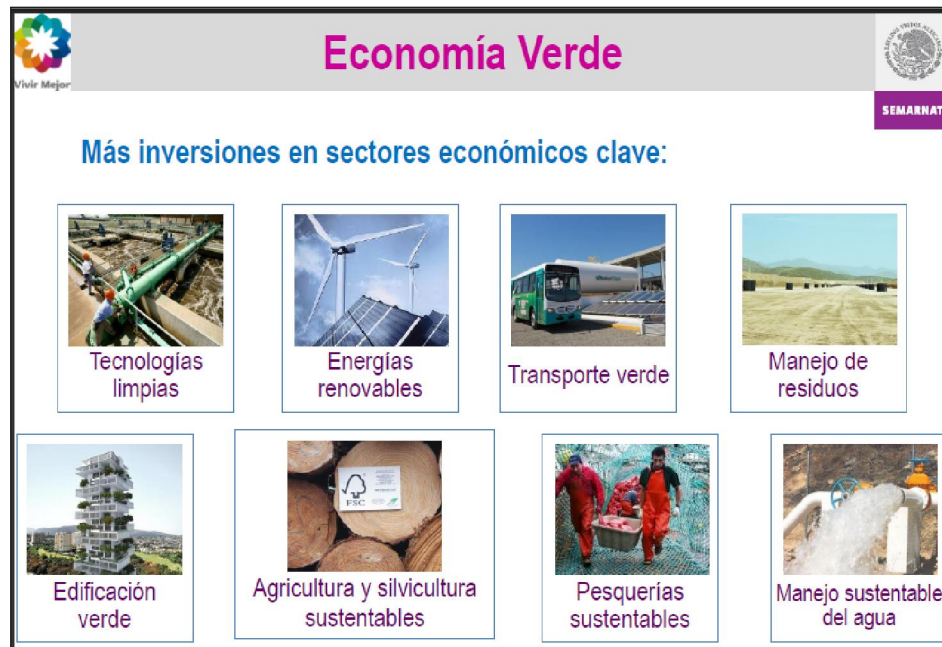 Economía Verde
Vivir Mejor
SEMARNAT
Más inversiones en sectores económicos clave:
Tecnologías
limpias
Energías
renovables
Transporte verde
Manejo de
residuos
FSC
Edificación
verde
Agricultura y silvicultura
sustentables
Pesquerías
sustentables
Manejo sustentable
del agua